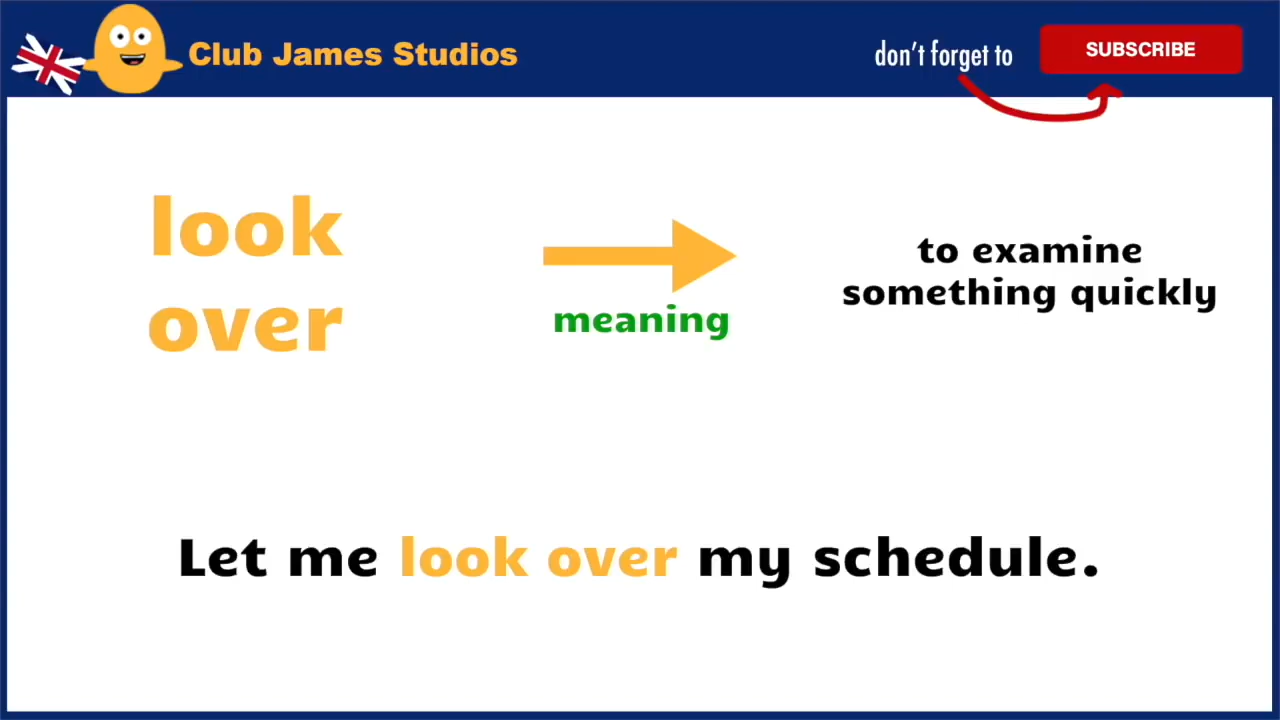 Club James Studios
don't forget to
SUBSCRIBE
look
over
meaning
to examine
something quickly
Let me look over my schedule.